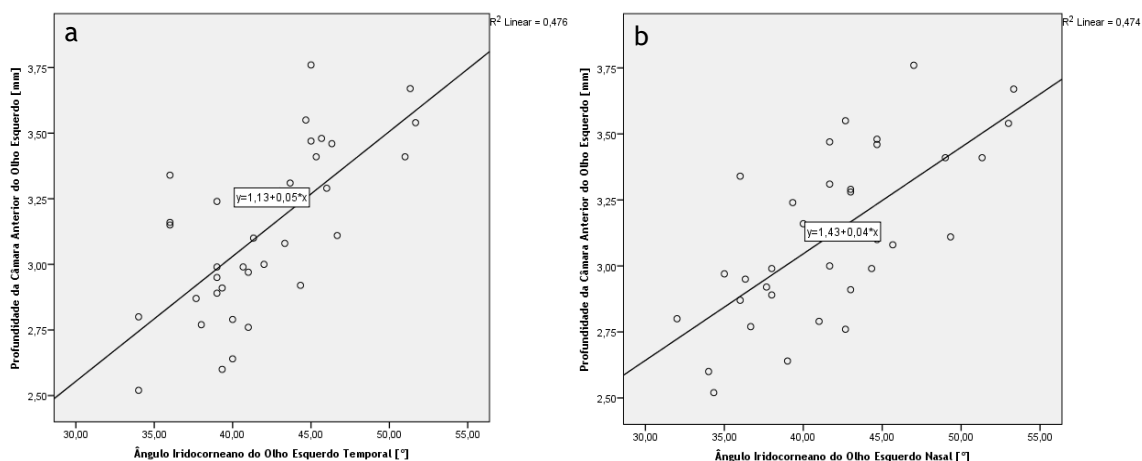 a
R² Linear = 0,476
Profundidade da Câmara Anterior do Olho Esquerdo [mm]
3,75
3,50
3,25
3,00
2,75
2,50
y=1,13+0,05*x
30,00 35,00 40,00 45,00 50,00 55,00
Ângulo Iridocorneano do Olho Esquerdo Temporal [°]
b
R² Linear = 0,474
Profundidade da Câmara Anterior do Olho Esquerdo [mm]
3,75
3,50
3,25
3,00
2,75
2,50
y=1,43+0,04*x
30,00 35,00 40,00 45,00 50,00 55,00
Ângulo Iridocorneano do Olho Esquerdo Nasal [°]